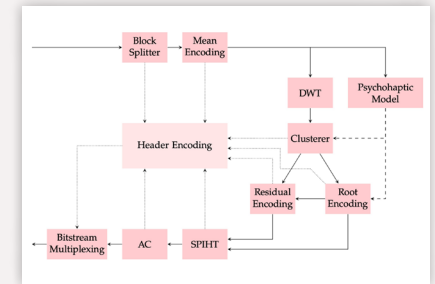 Block
Splitter
Mean
Encoding
DWT
Psychohaptic
Model
Header Encoding
Clusterer
Residual
Encoding
Root
Encoding
Bitstream
Multiplexing
AC
SPIHT